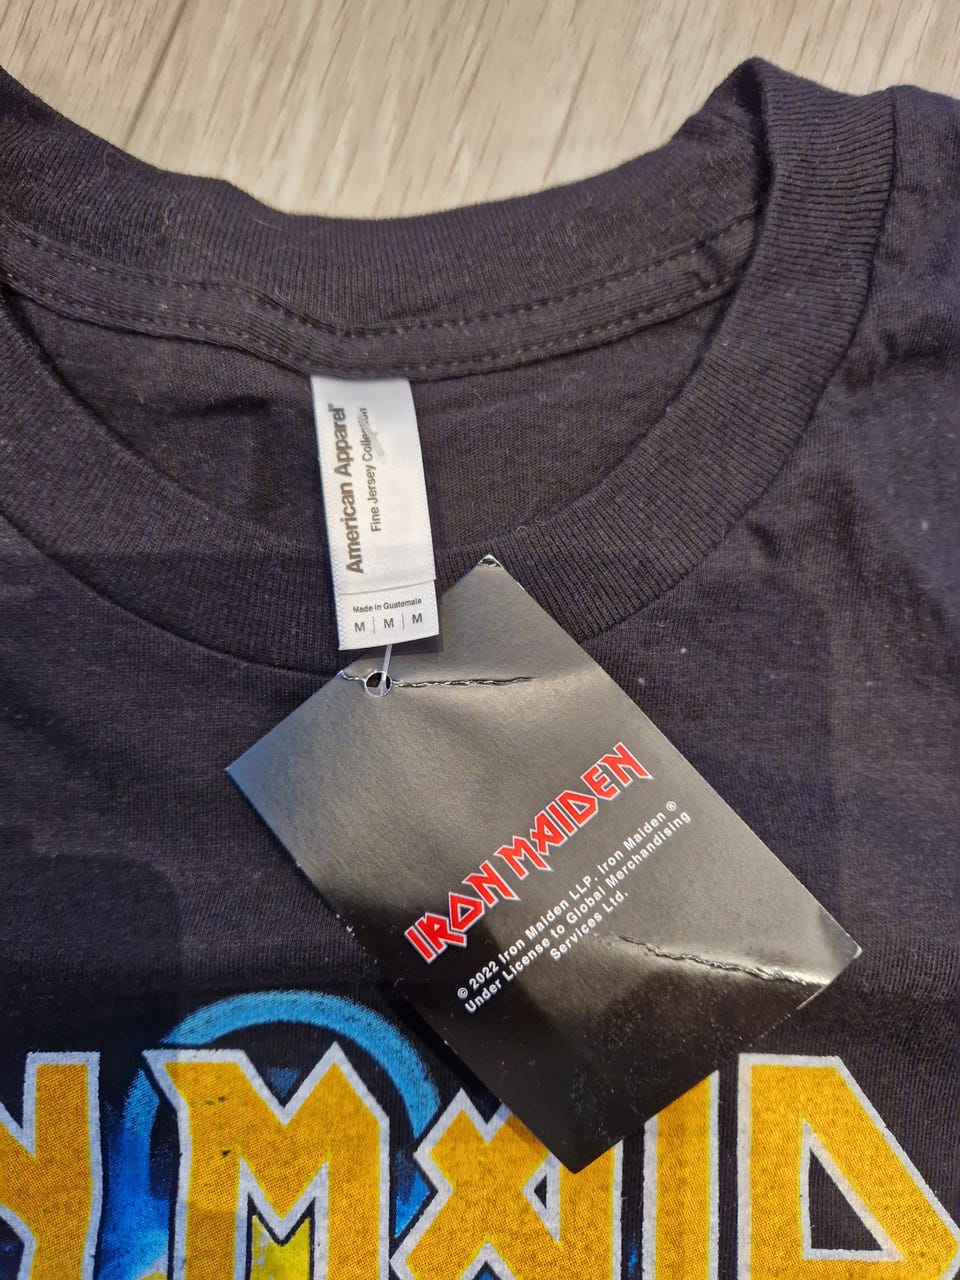 American Apparel®
Fine Jersey Collection
Made in Guatemala
M | M | M
IRON MAIDEN
© 2022 Iron Maiden LLP. Iron Maiden ®
Under License to Global Merchandising
Services Ltd.
N MAID